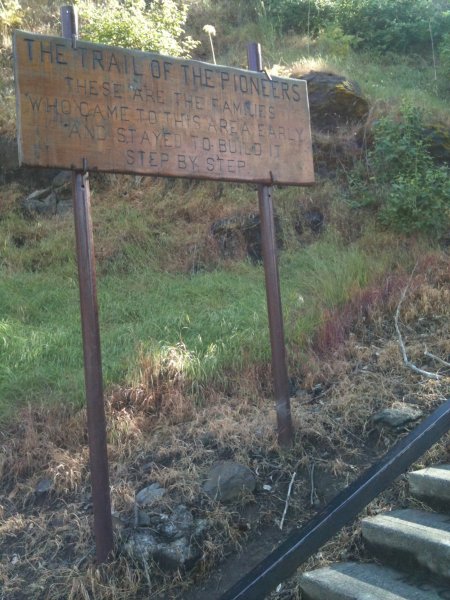 THE TRAIL OF THE PIONEERS
THESE ARE THE FAMILIES
WHO CAME TO THIS AREA EARLY
AND STAYED TO BUILD IT
STEP BY STEP